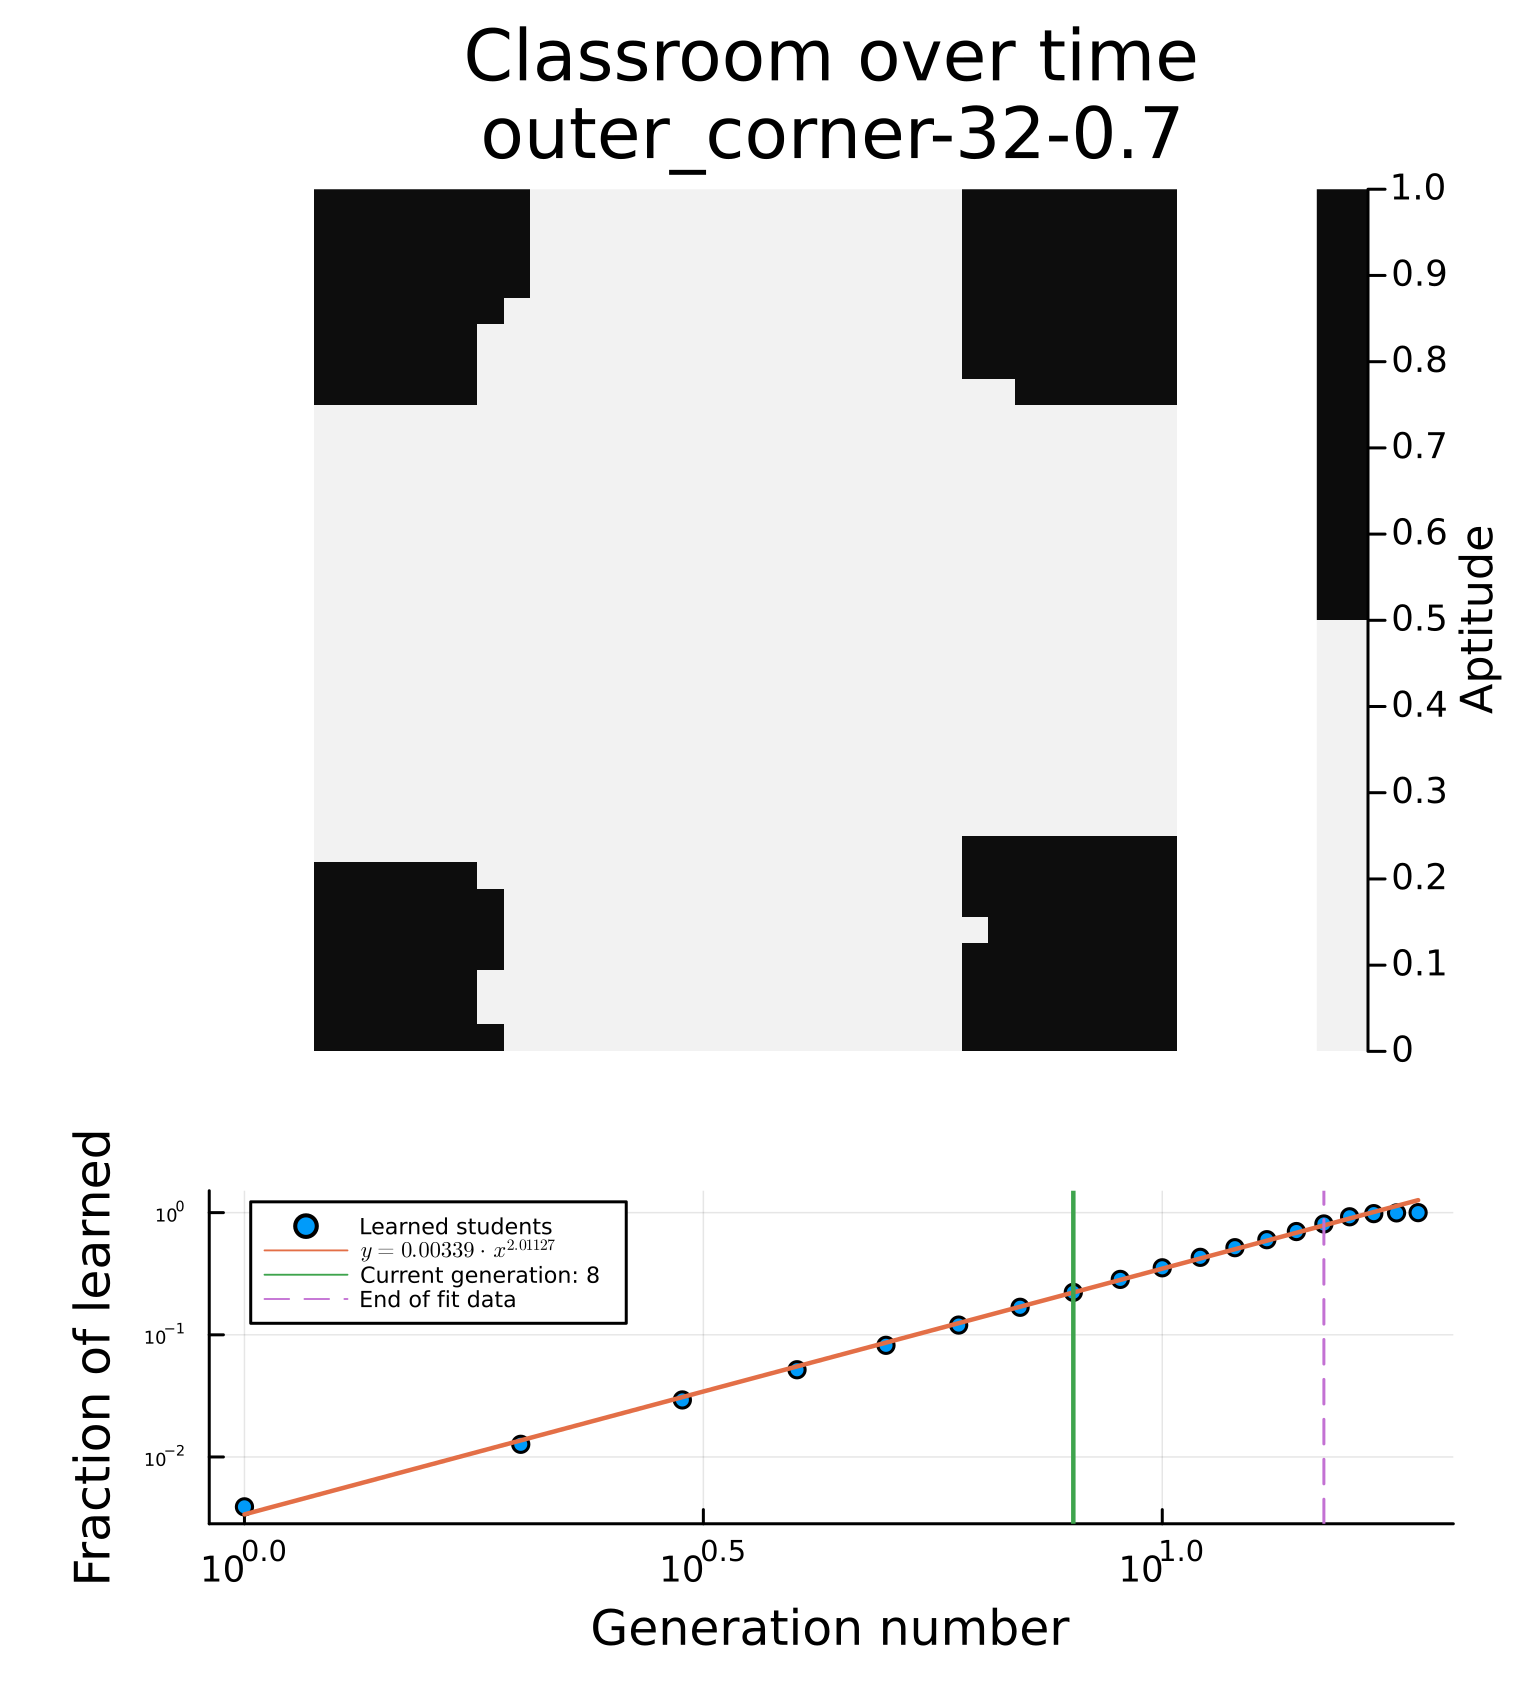 Classroom over time
outer_corner-32-0.7
1.0
0.9
0.8
0.7
0.6
0.5
0.4
0.3
0.2
0.1
0
Aptitude
Fraction of learned
10^0
10^-1
10^-2
Learned students
y = 0.00339 · x^2.01127
Current generation: 8
End of fit data
10^0.0
10^0.5
10^1.0
Generation number